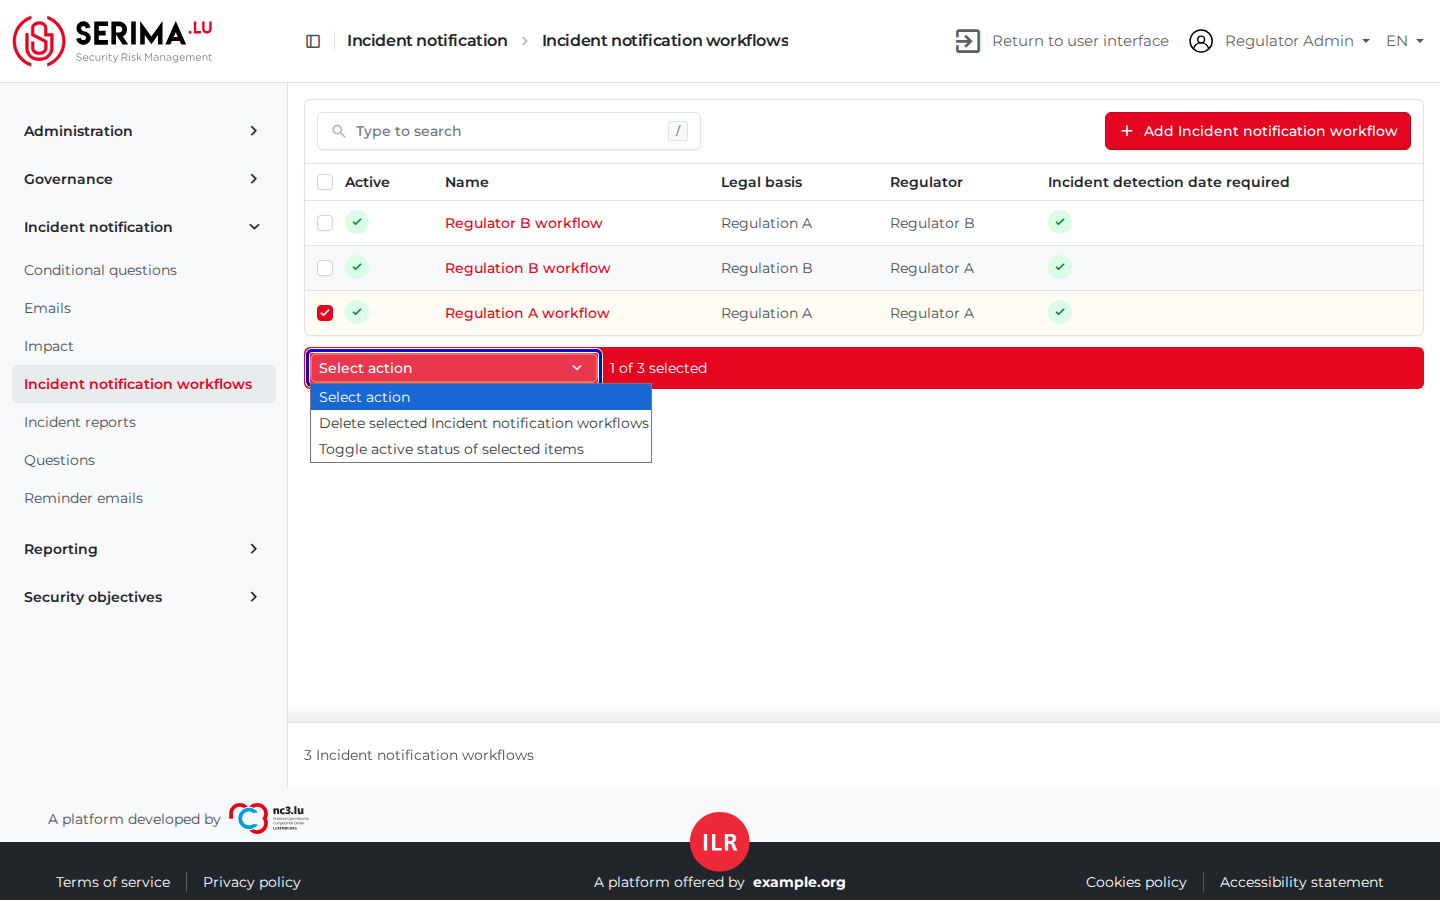 SERIMA.LU
Security Risk Management
Incident notification
Incident notification workflows
Return to user interface
Regulator Admin
EN
Administration
Governance
Incident notification
Conditional questions
Emails
Impact
Incident notification workflows
Incident reports
Questions
Reminder emails
Reporting
Security objectives
Type to search
/
Add Incident notification workflow
Active Name Legal basis Regulator Incident detection date required
Regulator B workflow Regulation A Regulator B
Regulation B workflow Regulation B Regulator A
Regulation A workflow Regulation A Regulator A
Select action
1 of 3 selected
Select action
Delete selected Incident notification workflows
Toggle active status of selected items
3 Incident notification workflows
A platform developed by
nc3.lu
LUXEMBOURG
ILR
Terms of service
Privacy policy
A platform offered by example.org
Cookies policy
Accessibility statement